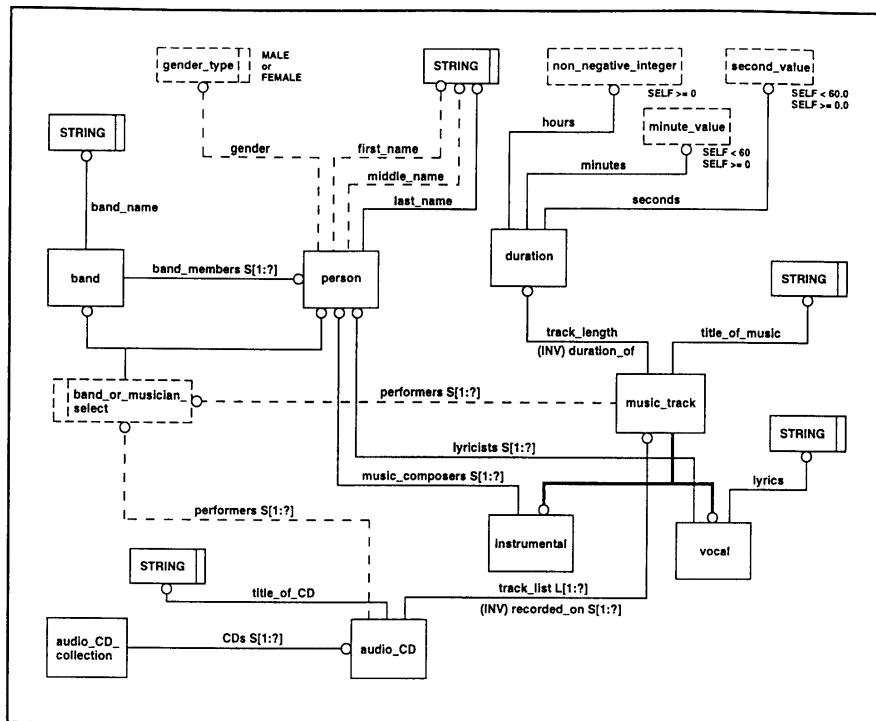 gender_type
MALE
or
FEMALE
STRING
non_negative_integer
SELF >= 0
second_value
SELF < 60.0
SELF >= 0.0
STRING
hours
minute_value
SELF < 60
SELF >= 0
gender
first_name
minutes
middle_name
band_name
last_name
seconds
band
band_members S[1:?]
person
duration
STRING
track_length
(INV) duration_of
title_of_music
band_or_musician_
select
performers S[1:?]
music_track
STRING
lyricists S[1:?]
music_composers S[1:?]
lyrics
performers S[1:?]
instrumental
vocal
STRING
title_of_CD
track_list L[1:?]
(INV) recorded_on S[1:?]
audio_CD_
collection
CDs S[1:?]
audio_CD